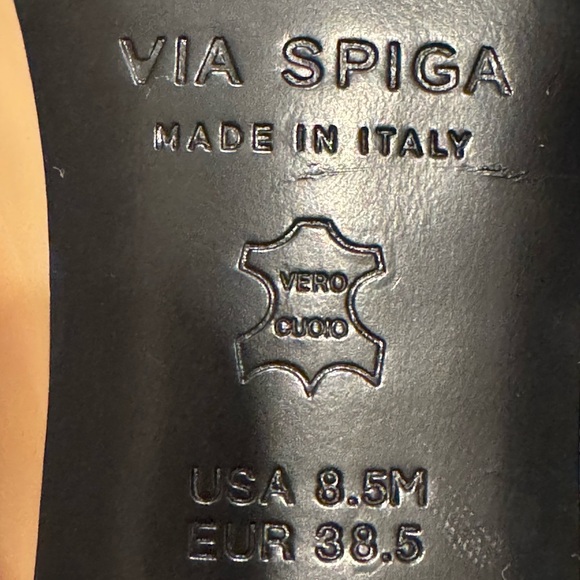 VIA SPIGA
MADE IN ITALY
VERO
CUOIO
USA 8.5M
EUR 38.5